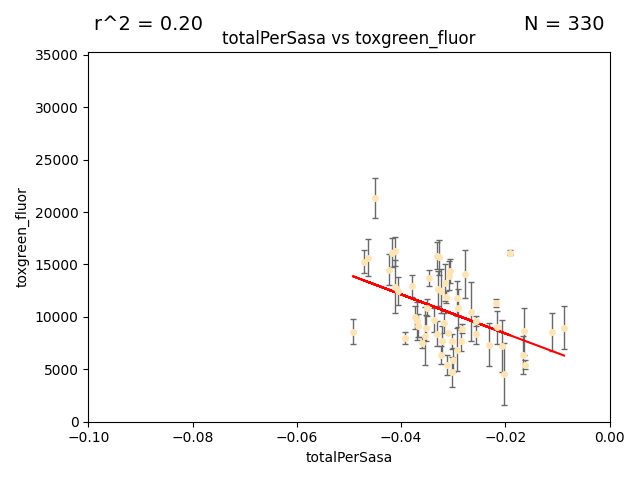 r^2 = 0.20
N = 330
totalPerSasa vs toxgreen_fluor
toxgreen_fluor
35000
30000
25000
20000
15000
10000
5000
0
−0.10
−0.08
−0.06
−0.04
−0.02
0.00
totalPerSasa